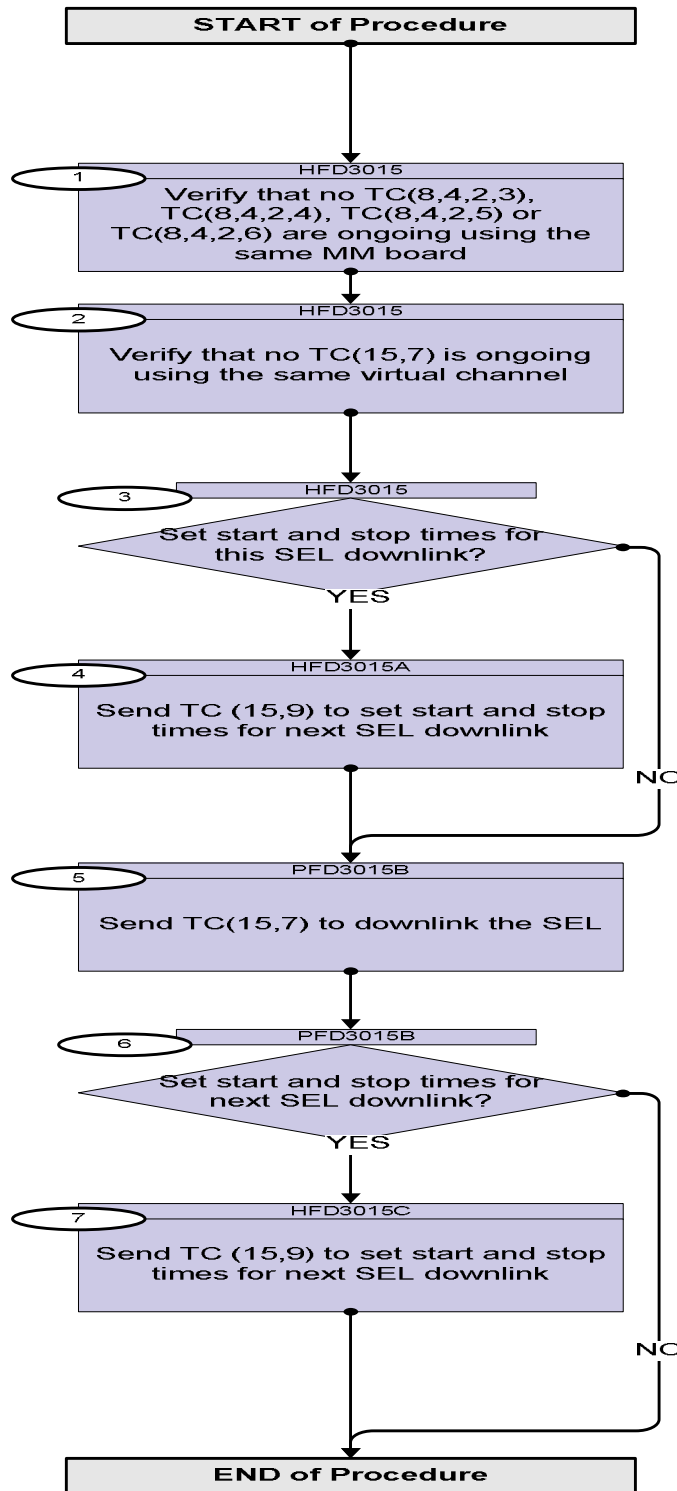 START of Procedure
HFD3015
1
Verify that no TC(8,4,2,3),
TC(8,4,2,4), TC(8,4,2,5) or
TC(8,4,2,6) are ongoing using the
same MM board
HFD3015
2
Verify that no TC(15,7) is ongoing
using the same virtual channel
HFD3015
3
Set start and stop times for
this SEL downlink?
YES
HFD3015A
4
Send TC (15,9) to set start and stop
times for next SEL downlink
NO
PFD3015B
5
Send TC(15,7) to downlink the SEL
PFD3015B
6
Set start and stop times for
next SEL downlink?
YES
HFD3015C
7
Send TC (15,9) to set start and stop
times for next SEL downlink
NO
END of Procedure